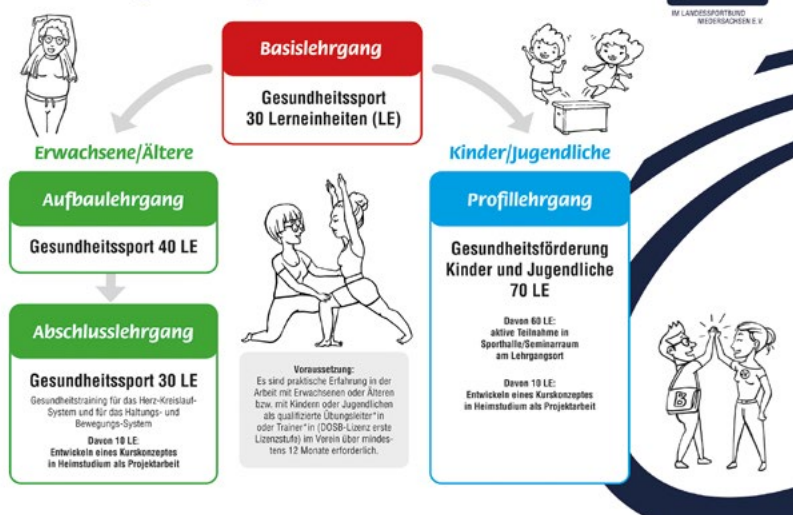 IM LANDESSPORTBUND
NIEDERSACHSEN E.V.
Basislehrgang
Gesundheitssport
30 Lerneinheiten (LE)
Erwachsene/Ältere
Aufbaulehrgang
Gesundheitssport 40 LE
Abschlusslehrgang
Gesundheitssport 30 LE
Gesundheitstraining für das Herz-Kreislauf-
System und für das Haltungs- und
Bewegungs-System
Davon 10 LE:
Entwickeln eines Kurskonzeptes
in Heimstudium als Projektarbeit
Voraussetzung:
Es sind praktische Erfahrung in der
Arbeit mit Erwachsenen oder Älteren
bzw. mit Kindern oder Jugendlichen
als qualifizierte Übungsleiter*in
oder Trainer*in (DOSB-Lizenz erste
Lizenzstufe) im Verein über mindes-
tens 12 Monate erforderlich.
Kinder/Jugendliche
Profillehrgang
Gesundheitsförderung
Kinder und Jugendliche
70 LE
Davon 60 LE:
aktive Teilnahme in
Sporthalle/Seminarraum
am Lehrgangsort
Davon 10 LE:
Entwickeln eines Kurskonzeptes
in Heimstudium als Projektarbeit
B